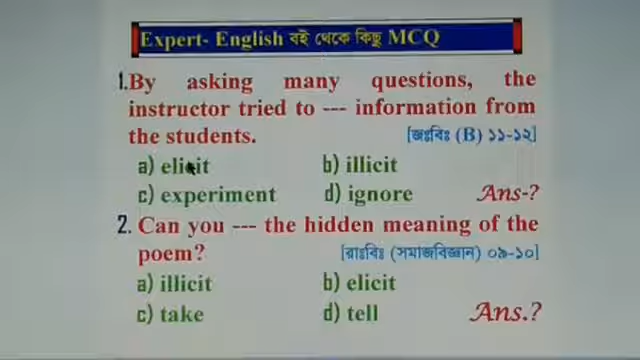 Expert- English বই থেকে কিছু MCQ
1.By asking many questions, the
instructor tried to --- information from
the students. [জঃবিঃ (B) ১১-১২]
a) elicit b) illicit
c) experiment d) ignore Ans-?
2. Can you --- the hidden meaning of the
poem? [রাঃবিঃ (সমাজবিজ্ঞান) ০৯-১০]
a) illicit b) elicit
c) take d) tell Ans.?